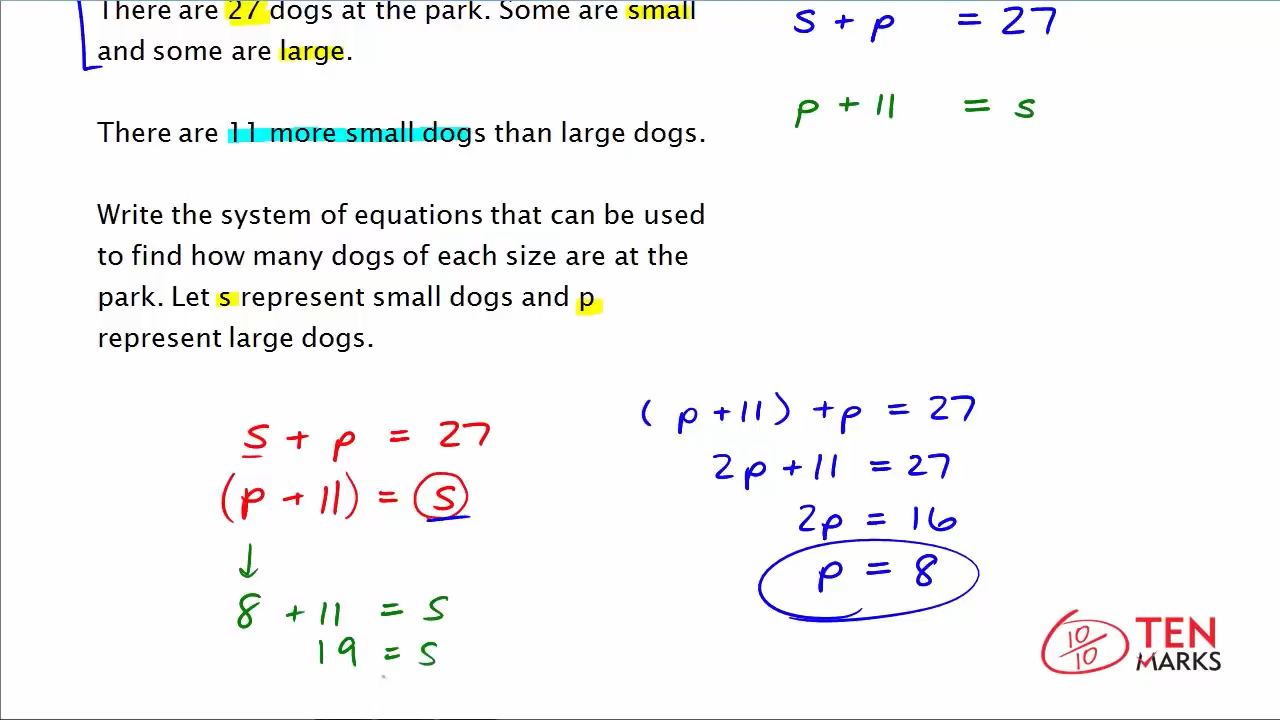 There are 27 dogs at the park. Some are small
and some are large.
There are 11 more small dogs than large dogs.
Write the system of equations that can be used
to find how many dogs of each size are at the
park. Let s represent small dogs and p
represent large dogs.
s + p = 27
p + 11 = s
s + p = 27
(p + 11) = s
8 + 11 = s
19 = s
(p + 11) + p = 27
2p + 11 = 27
2p = 16
p = 8
10/10 TEN
MARKS